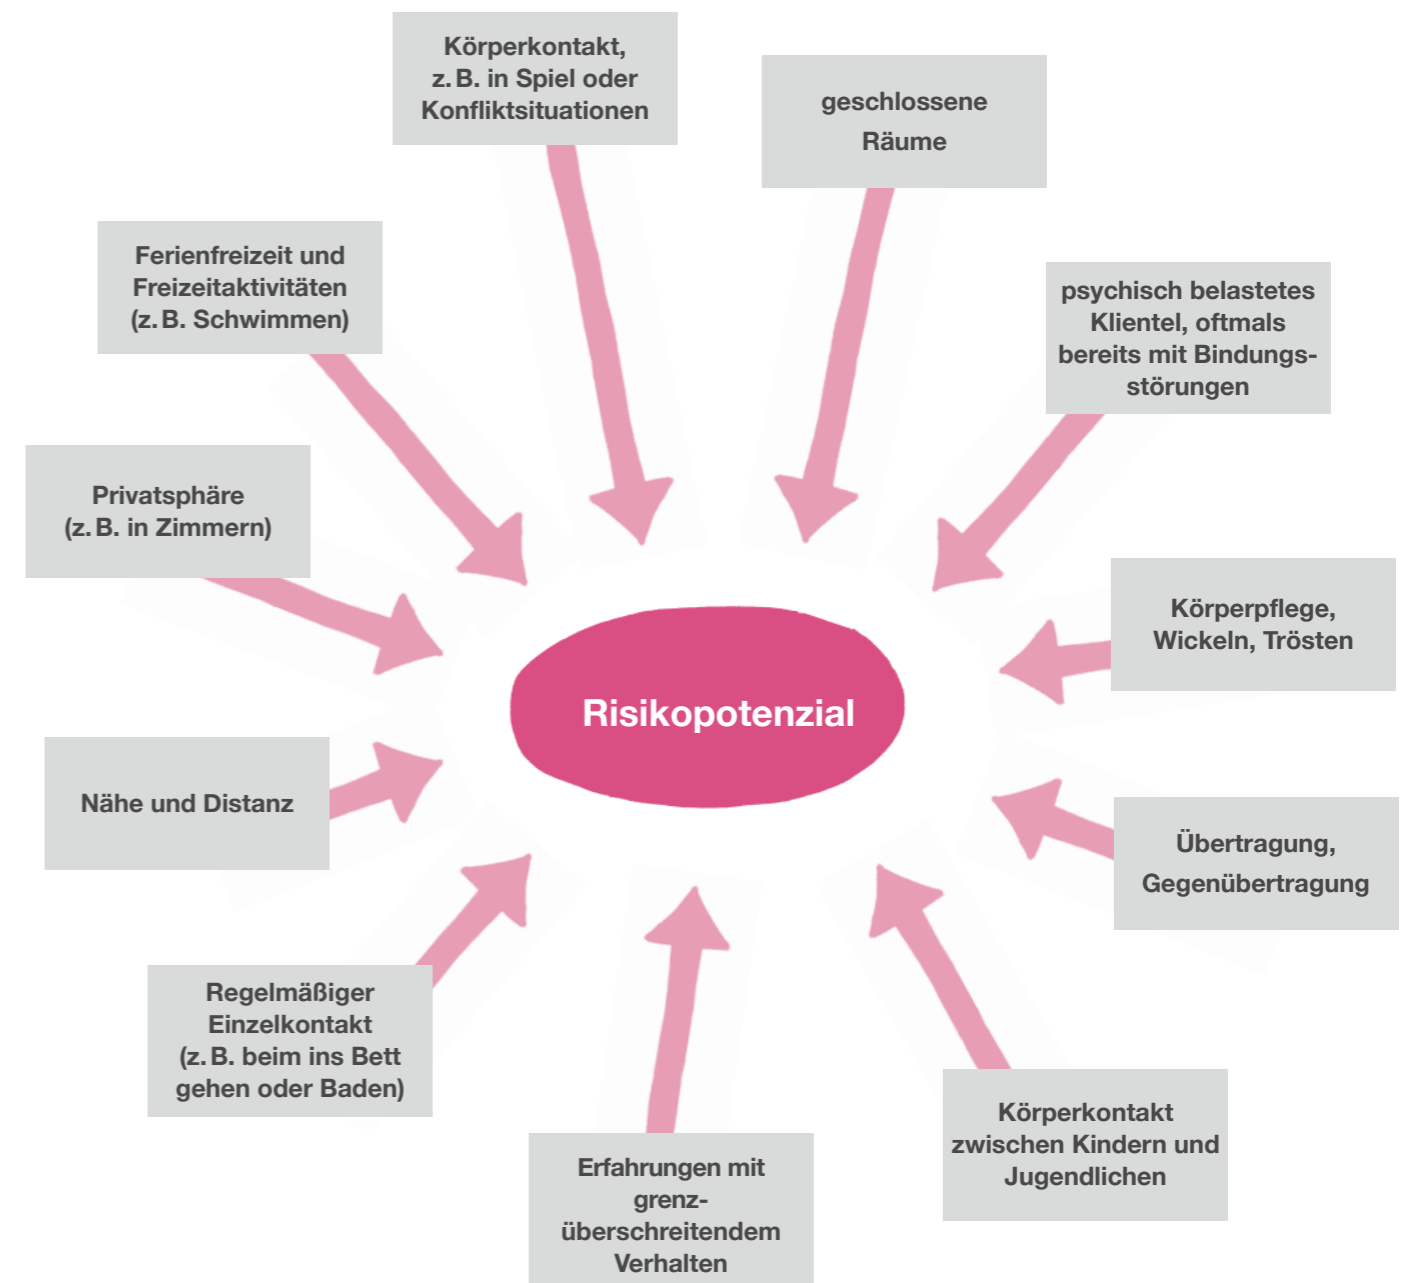 Körperkontakt,
z. B. in Spiel oder
Konfliktsituationen
geschlossene
Räume
Ferienfreizeit und
Freizeitaktivitäten
(z. B. Schwimmen)
psychisch belastetes
Klientel, oftmals
bereits mit Bindungs-
störungen
Privatsphäre
(z. B. in Zimmern)
Körperpflege,
Wickeln, Trösten
Risikopotenzial
Nähe und Distanz
Übertragung,
Gegenübertragung
Regelmäßiger
Einzelkontakt
(z. B. beim ins Bett
gehen oder Baden)
Körperkontakt
zwischen Kindern und
Jugendlichen
Erfahrungen mit
grenz-
überschreitendem
Verhalten